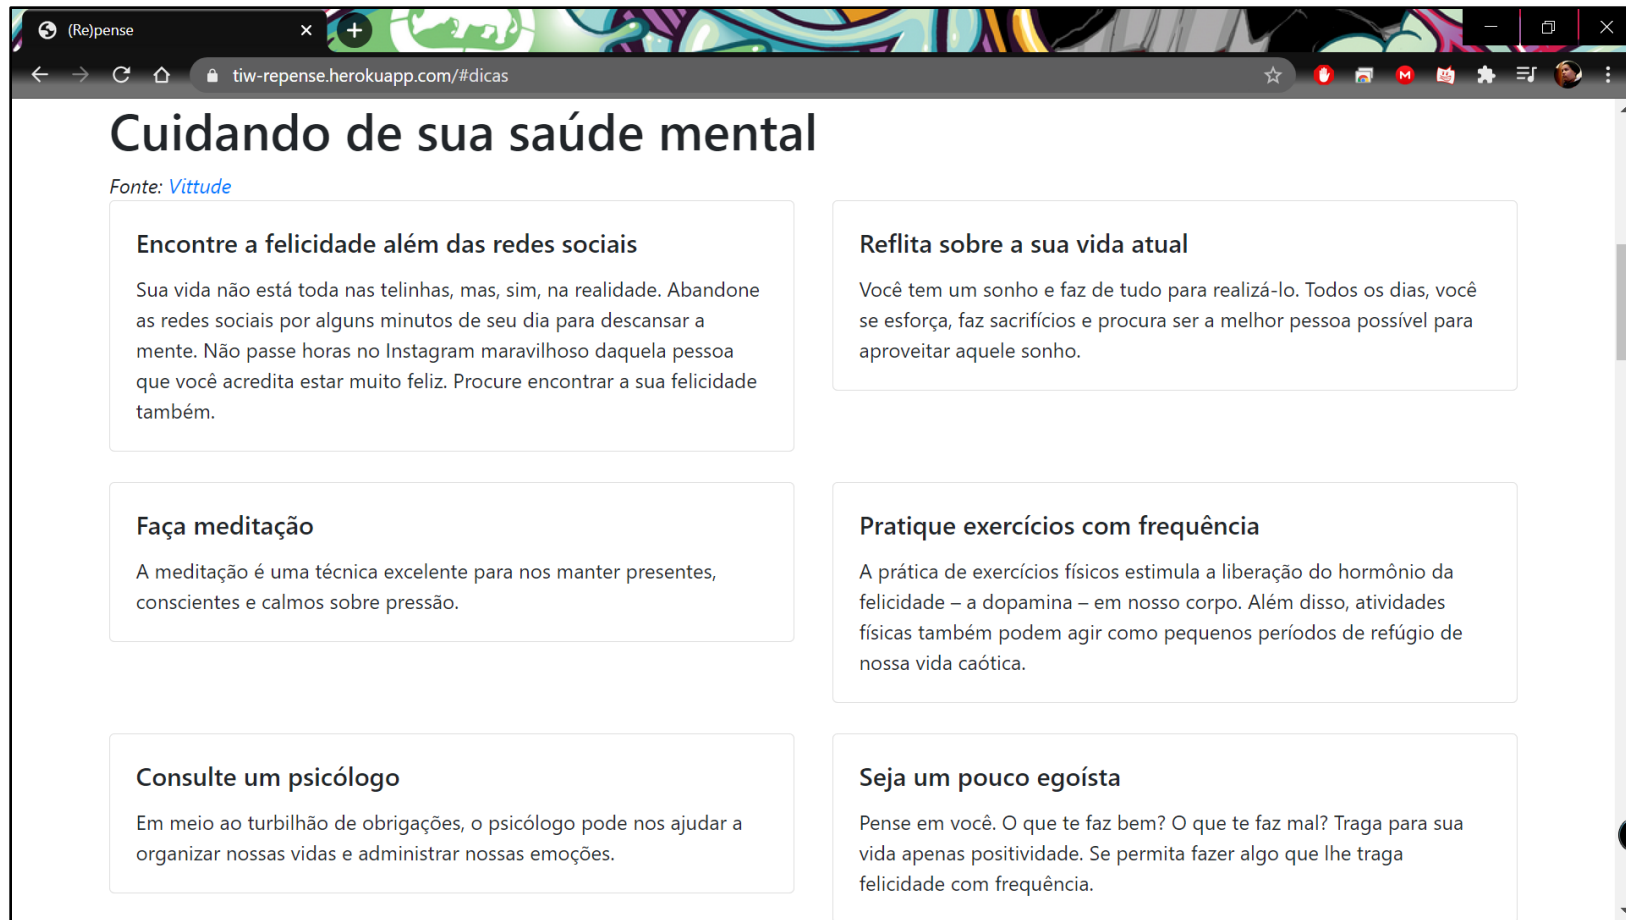 (Re)pense
tiw-repense.herokuapp.com/#dicas
Cuidando de sua saúde mental
Fonte: Vittude
Encontre a felicidade além das redes sociais
Sua vida não está toda nas telinhas, mas, sim, na realidade. Abandone
as redes sociais por alguns minutos de seu dia para descansar a
mente. Não passe horas no Instagram maravilhoso daquela pessoa
que você acredita estar muito feliz. Procure encontrar a sua felicidade
também.
Reflita sobre a sua vida atual
Você tem um sonho e faz de tudo para realizá-lo. Todos os dias, você
se esforça, faz sacrifícios e procura ser a melhor pessoa possível para
aproveitar aquele sonho.
Faça meditação
A meditação é uma técnica excelente para nos manter presentes,
conscientes e calmos sobre pressão.
Pratique exercícios com frequência
A prática de exercícios físicos estimula a liberação do hormônio da
felicidade – a dopamina – em nosso corpo. Além disso, atividades
físicas também podem agir como pequenos períodos de refúgio de
nossa vida caótica.
Consulte um psicólogo
Em meio ao turbilhão de obrigações, o psicólogo pode nos ajudar a
organizar nossas vidas e administrar nossas emoções.
Seja um pouco egoísta
Pense em você. O que te faz bem? O que te faz mal? Traga para sua
vida apenas positividade. Se permita fazer algo que lhe traga
felicidade com frequência.